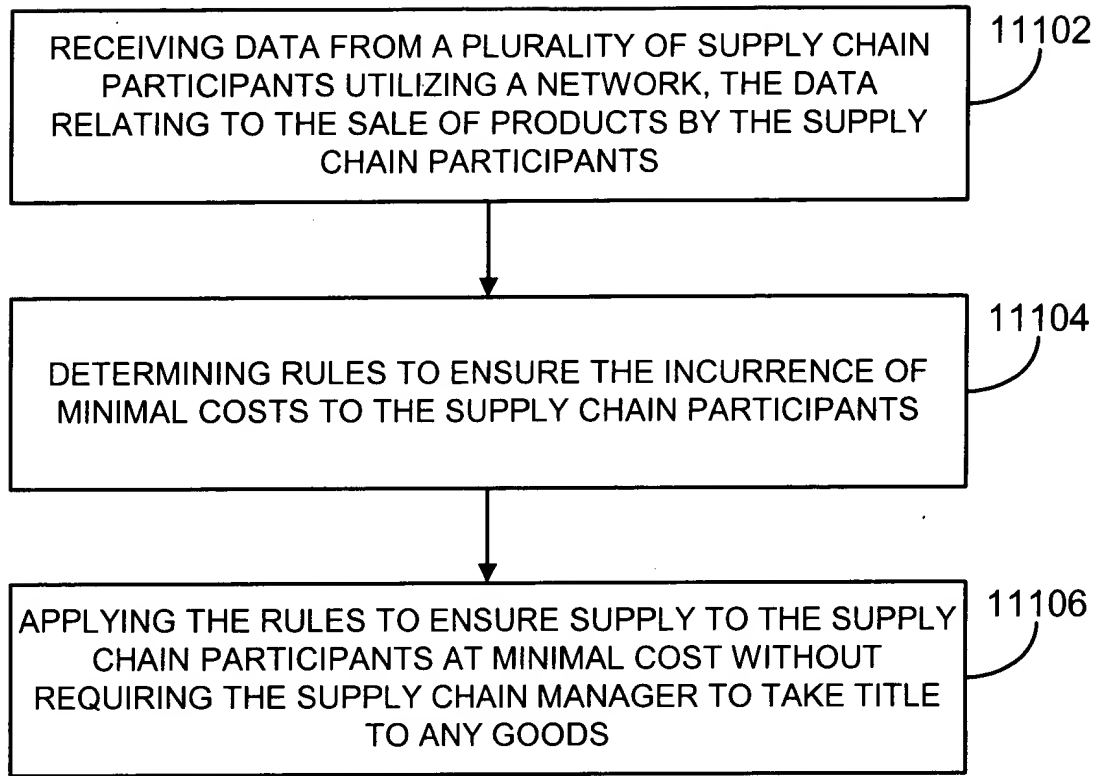 RECEIVING DATA FROM A PLURALITY OF SUPPLY CHAIN
PARTICIPANTS UTILIZING A NETWORK, THE DATA
RELATING TO THE SALE OF PRODUCTS BY THE SUPPLY
CHAIN PARTICIPANTS
11102
DETERMINING RULES TO ENSURE THE INCURRENCE OF
MINIMAL COSTS TO THE SUPPLY CHAIN PARTICIPANTS
11104
APPLYING THE RULES TO ENSURE SUPPLY TO THE SUPPLY
CHAIN PARTICIPANTS AT MINIMAL COST WITHOUT
REQUIRING THE SUPPLY CHAIN MANAGER TO TAKE TITLE
TO ANY GOODS
11106